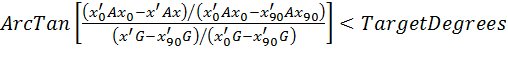 ArcTan[((x′₀Ax₀−x′Ax)/(x′₀Ax₀−x′₉₀Ax₉₀))/((x′G−x′₉₀G)/(x′₀G−x′₉₀G))] < TargetDegrees